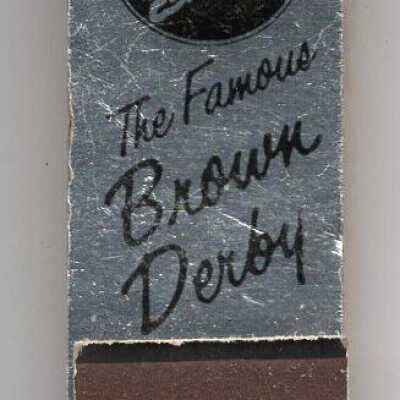 The Famous
Brown
Derby